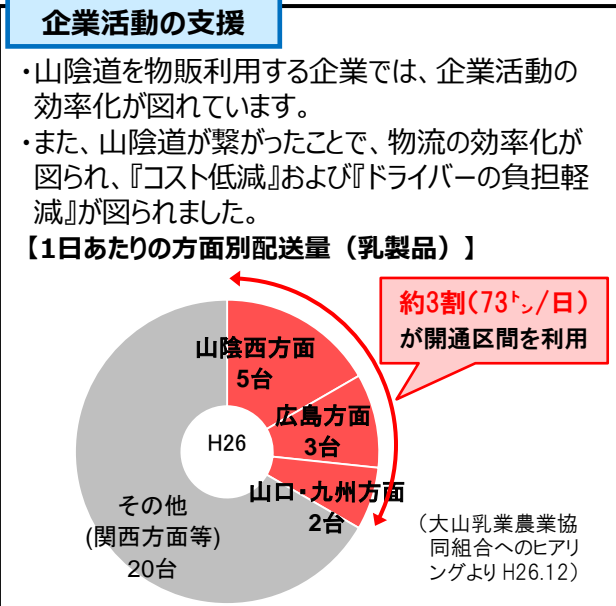 企業活動の支援
・山陰道を物販利用する企業では、企業活動の
効率化が図れています。
・また、山陰道が繋がったことで、物流の効率化が
図られ、『コスト低減』および『ドライバーの負担軽
減』が図られました。
【1日あたりの方面別配送量（乳製品）】
約3割(73㌧/日)
が開通区間を利用
山陰西方面
5台
広島方面
3台
H26
山口・九州方面
2台
その他
(関西方面等)
20台
（大山乳業農業協
同組合へのヒアリ
ングより H26.12）